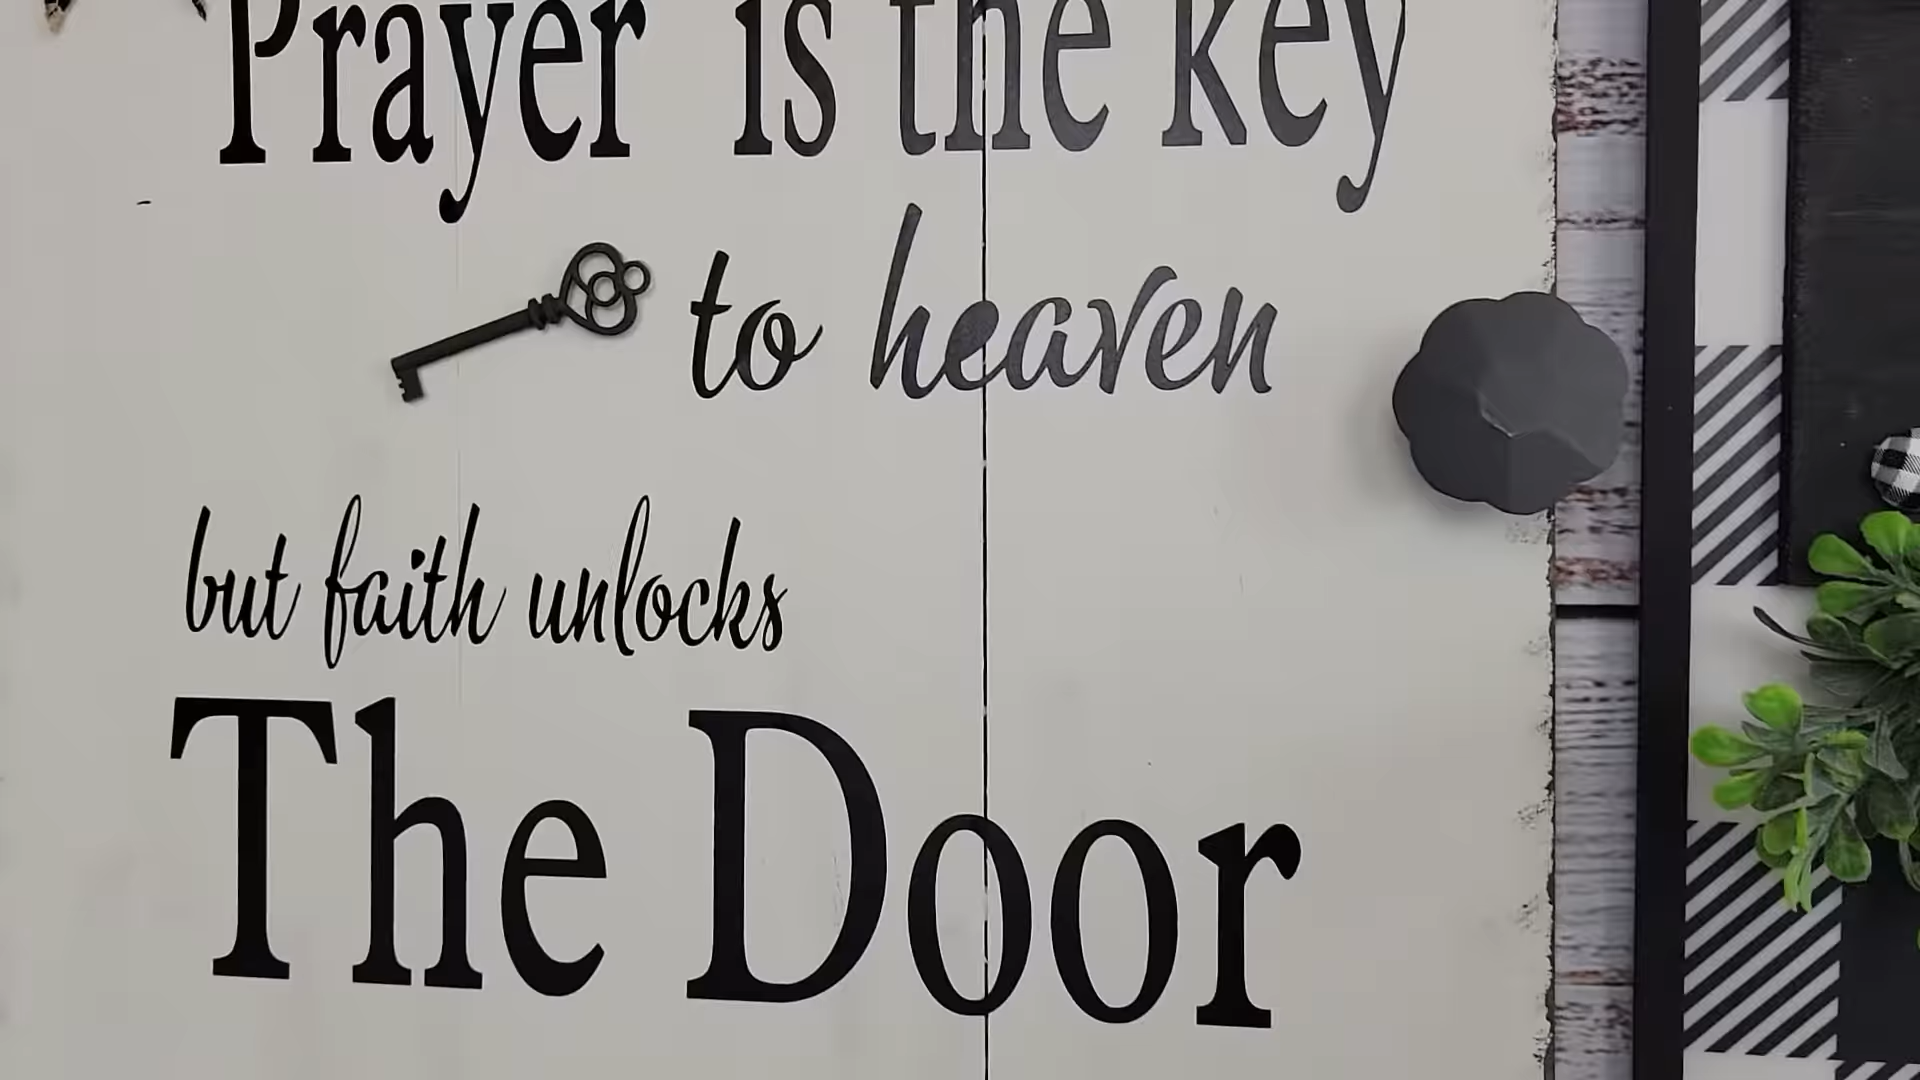 Prayer is the key
to heaven
but faith unlocks
The Door